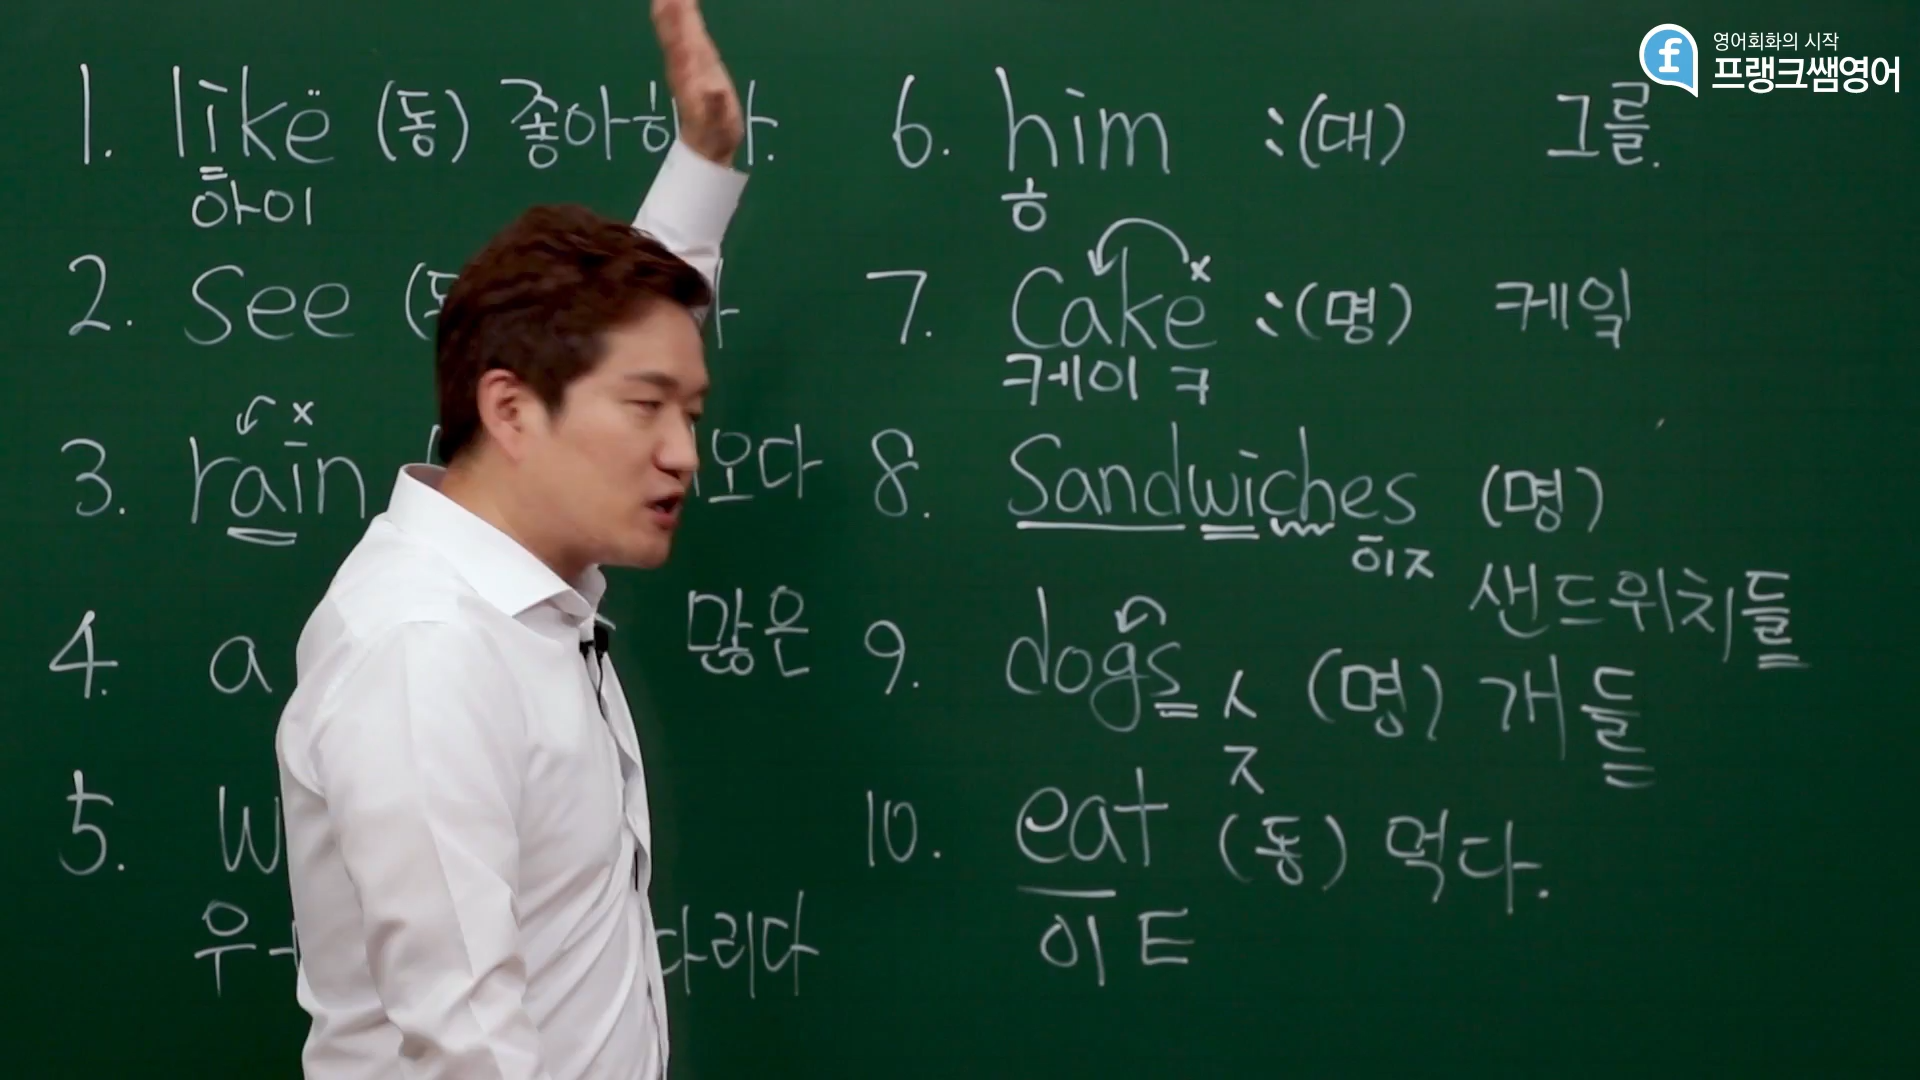 영어회화의 시작
프랭크쌤영어
1. like (동) 좋아하
아이
2. see
3. rain 오다
4. a 많은
5. w
다리다
6. him :(대) 그를.
ㅎ
7. Cake :(명) 케잌
케이 ㅋ
8. Sandwiches (명)
히ㅈ
샌드위치들
9. dogs ㅅ (명) 개들
ㅈ
10. eat (동) 먹다.
이 ㅌ